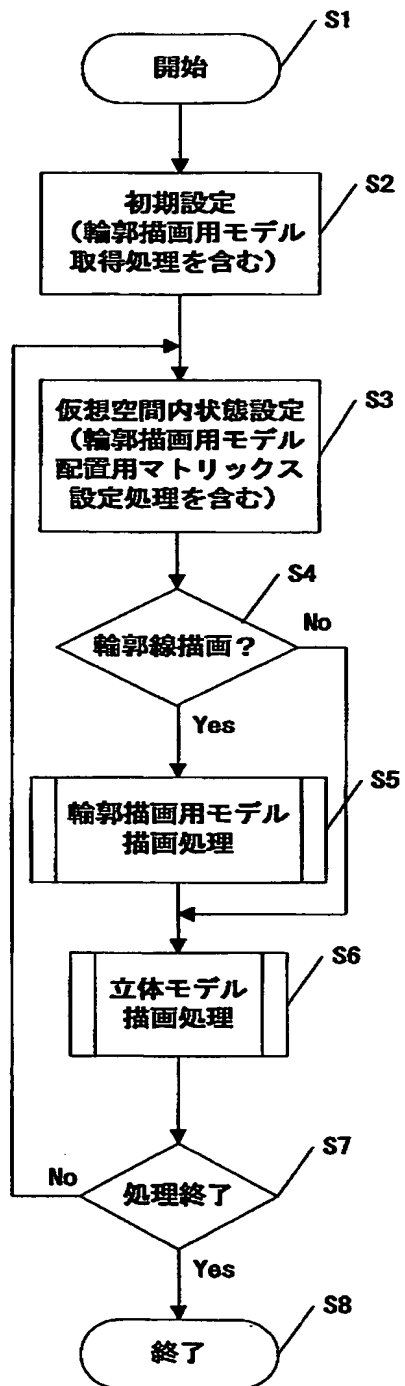 S1
開始
S2
初期設定
（輪郭描画用モデル
取得処理を含む）
S3
仮想空間内状態設定
（輪郭描画用モデル
配置用マトリックス
設定処理を含む）
S4
輪郭線描画？
No
Yes
S5
輪郭描画用モデル
描画処理
S6
立体モデル
描画処理
S7
No
処理終了
Yes
S8
終了